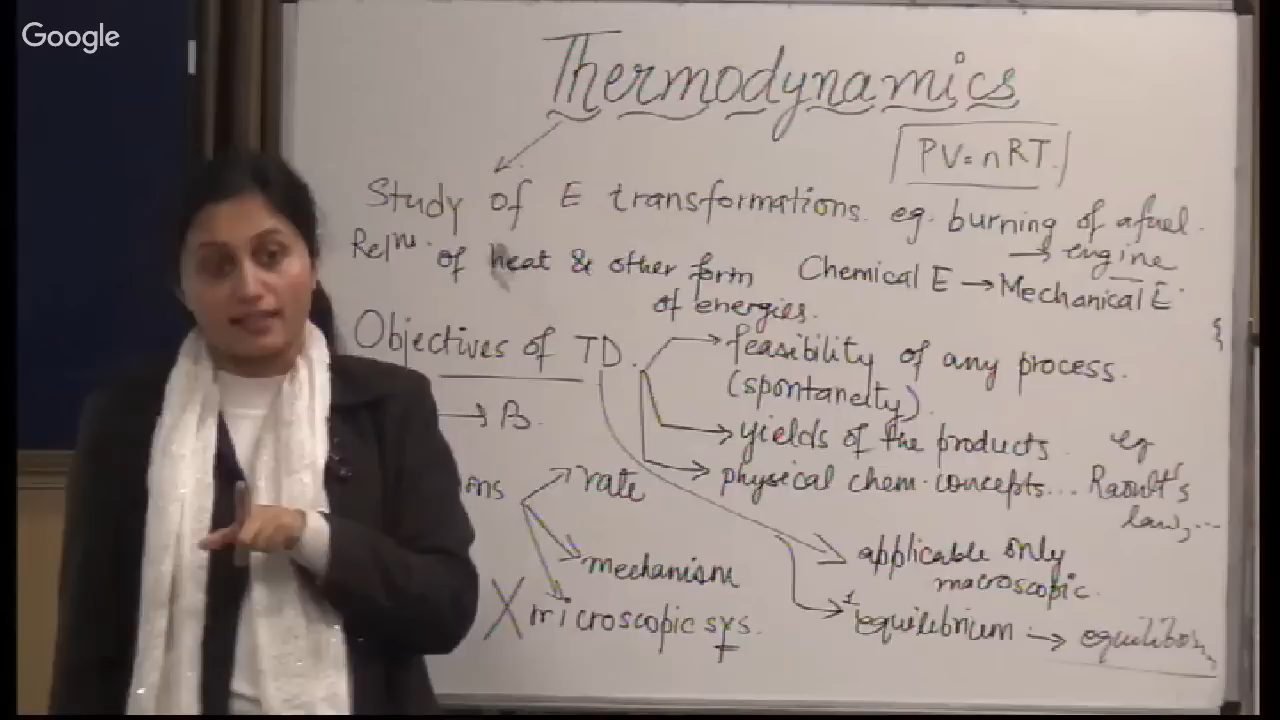 Google
Thermodynamics
PV = nRT
Study of E transformations. eg. burning of a fuel.
→ engine
Relⁿ. of heat & other form
of energies.
Chemical E → Mechanical E
Objectives of TD.
→ feasibility of any process.
(spontaneity).
→ B.
→ yields of the products
→ physical chem. concepts... eg Raoult's
law,...
ons → rate
→ mechanism
X microscopic sys.
→ applicable only
macroscopic.
→ equilibrium →